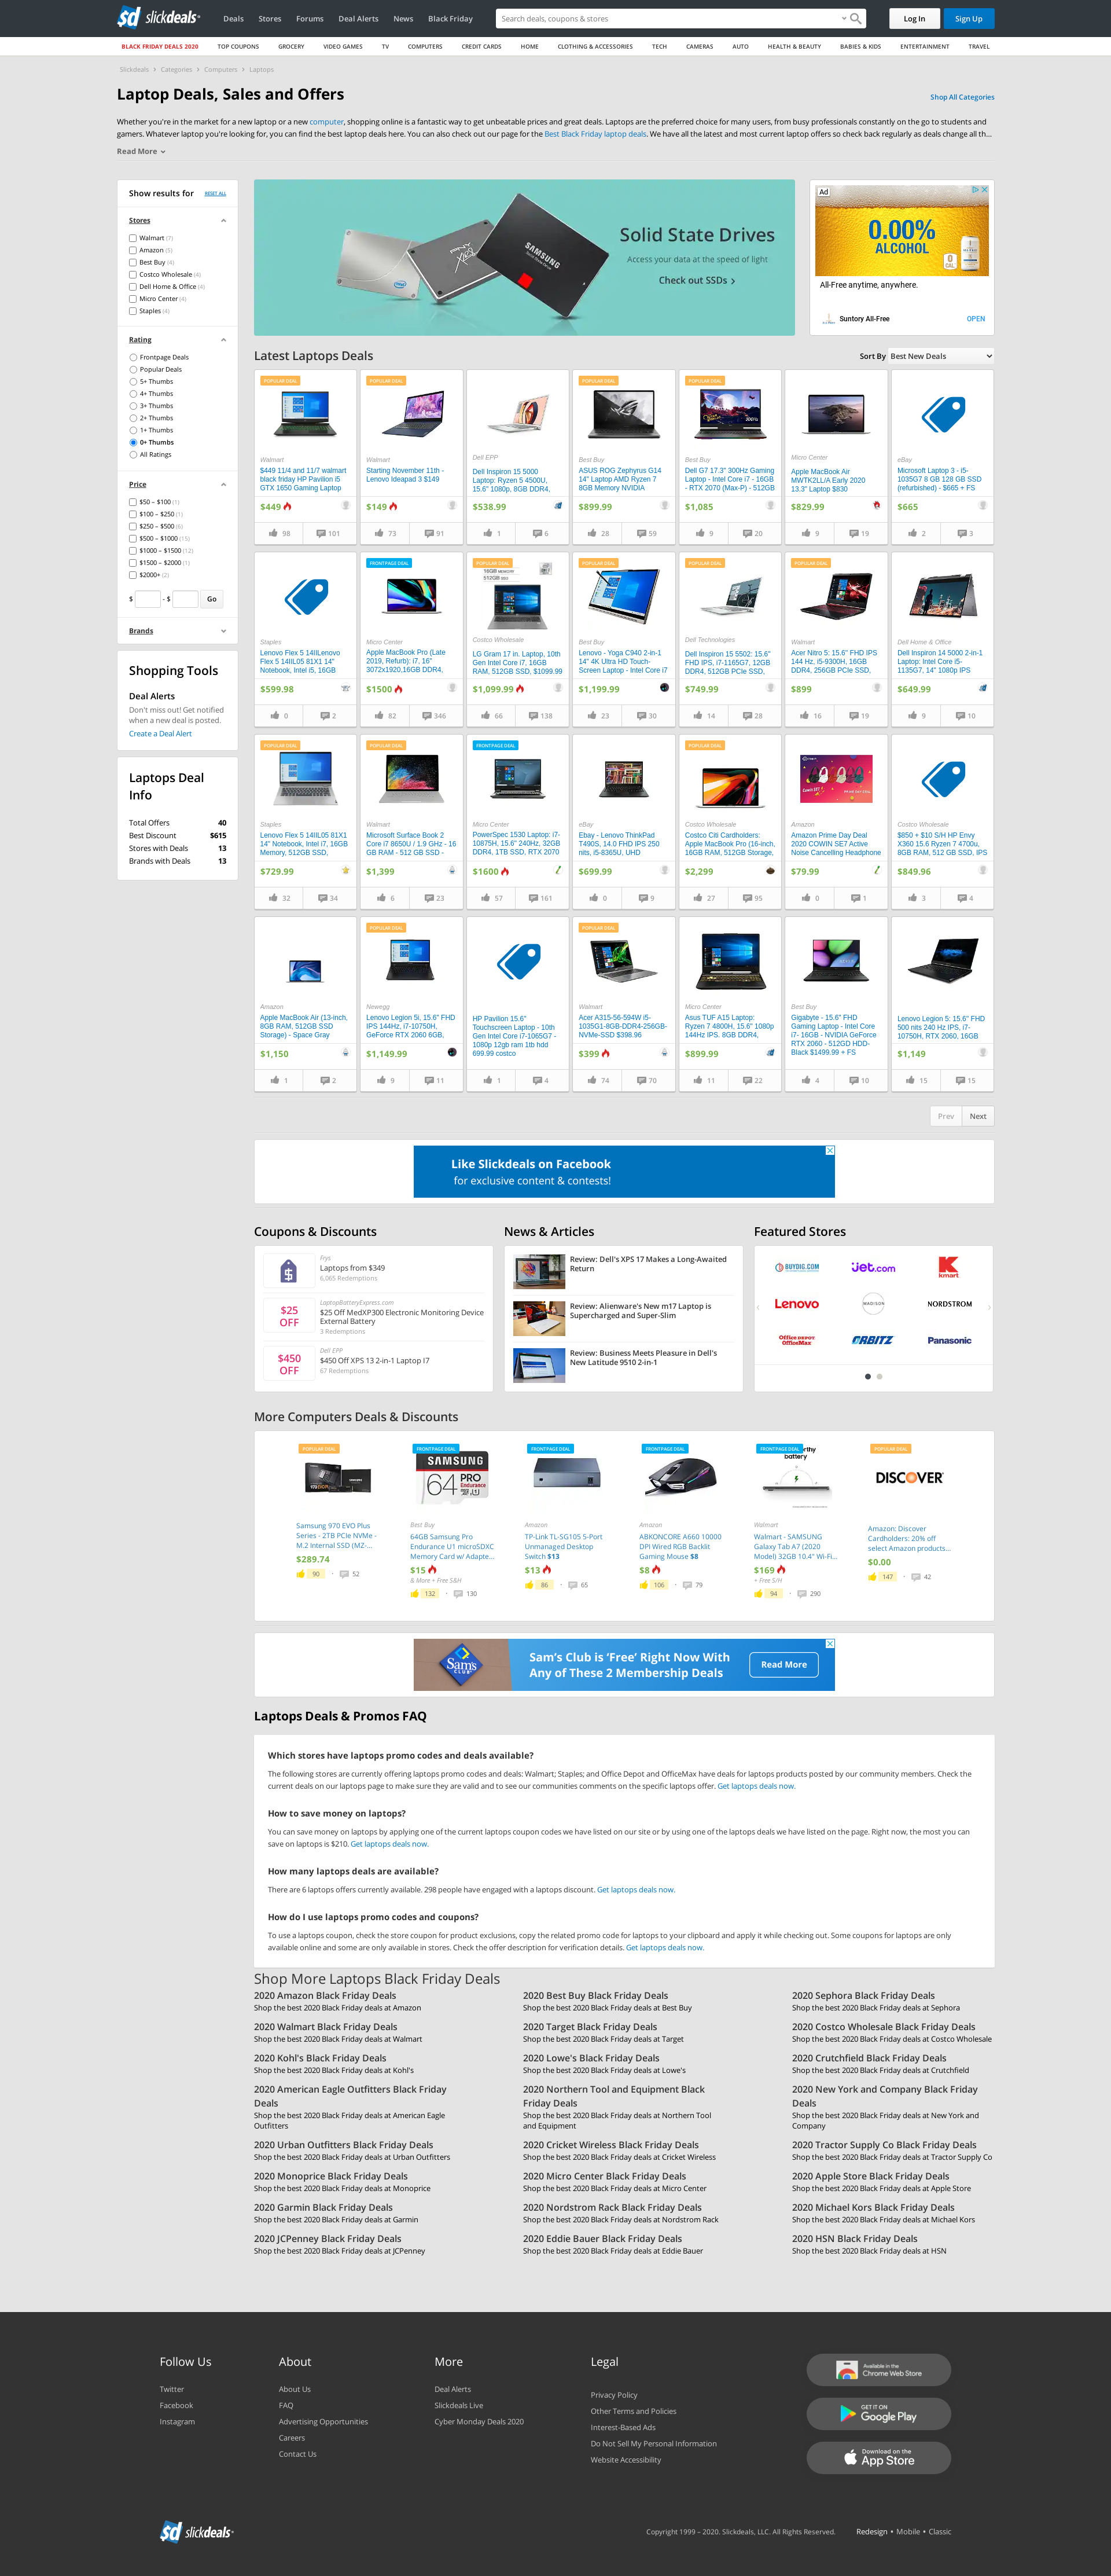 sd slickdeals
Deals Stores Forums Deal Alerts News Black Friday
Search deals, coupons & stores
Log In
Sign Up
BLACK FRIDAY DEALS 2020 TOP COUPONS GROCERY VIDEO GAMES TV COMPUTERS CREDIT CARDS HOME CLOTHING & ACCESSORIES TECH CAMERAS AUTO HEALTH & BEAUTY BABIES & KIDS ENTERTAINMENT TRAVEL
Slickdeals › Categories › Computers › Laptops
Laptop Deals, Sales and Offers
Shop All Categories
Whether you're in the market for a new laptop or a new computer, shopping online is a fantastic way to get unbeatable prices and great deals. Laptops are the preferred choice for many users, from busy professionals constantly on the go to students and
gamers. Whatever laptop you're looking for, you can find the best laptop deals here. You can also check out our page for the Best Black Friday laptop deals. We have all the latest and most current laptop offers so check back regularly as deals change all th...
Read More
Show results for RESET ALL
Stores
Walmart (7)
Amazon (5)
Best Buy (4)
Costco Wholesale (4)
Dell Home & Office (4)
Micro Center (4)
Staples (4)
Rating
Frontpage Deals
Popular Deals
5+ Thumbs
4+ Thumbs
3+ Thumbs
2+ Thumbs
1+ Thumbs
0+ Thumbs
All Ratings
Price
$50 – $100 (1)
$100 – $250 (1)
$250 – $500 (6)
$500 – $1000 (15)
$1000 – $1500 (12)
$1500 – $2000 (1)
$2000+ (2)
$ - $ Go
Brands
Shopping Tools
Deal Alerts
Don't miss out! Get notified
when a new deal is posted.
Create a Deal Alert
Laptops Deal
Info
Total Offers 40
Best Discount $615
Stores with Deals 13
Brands with Deals 13
Solid State Drives
Access your data at the speed of light
Check out SSDs ›
SAMSUNG
Ad
0.00%
ALCOHOL
0
CAL
All-Free anytime, anywhere.
Suntory All-Free OPEN
Latest Laptops Deals
Sort By Best New Deals
POPULAR DEAL
Walmart
$449 11/4 and 11/7 walmart
black friday HP Pavilion i5
GTX 1650 Gaming Laptop
$449
98 101
POPULAR DEAL
Walmart
Starting November 11th -
Lenovo Ideapad 3 $149
$149
73 91
Dell EPP
Dell Inspiron 15 5000
Laptop: Ryzen 5 4500U,
15.6" 1080p, 8GB DDR4,
$538.99
1 6
POPULAR DEAL
Best Buy
ASUS ROG Zephyrus G14
14" Laptop AMD Ryzen 7
8GB Memory NVIDIA
$899.99
28 59
POPULAR DEAL
Best Buy
Dell G7 17.3" 300Hz Gaming
Laptop - Intel Core i7 - 16GB
- RTX 2070 (Max-P) - 512GB
$1,085
9 20
Micro Center
Apple MacBook Air
MWTK2LL/A Early 2020
13.3" Laptop $830
$829.99
9 19
eBay
Microsoft Laptop 3 - i5-
1035G7 8 GB 128 GB SSD
(refurbished) - $665 + FS
$665
2 3
Staples
Lenovo Flex 5 14IILenovo
Flex 5 14IIL05 81X1 14"
Notebook, Intel i5, 16GB
$599.98
0 2
FRONTPAGE DEAL
Micro Center
Apple MacBook Pro (Late
2019, Refurb): i7, 16"
3072x1920,16GB DDR4,
$1500
82 346
POPULAR DEAL
16GB MEMORY
512GB SSD
Costco Wholesale
LG Gram 17 in. Laptop, 10th
Gen Intel Core i7, 16GB
RAM, 512GB SSD, $1099.99
$1,099.99
66 138
POPULAR DEAL
Best Buy
Lenovo - Yoga C940 2-in-1
14" 4K Ultra HD Touch-
Screen Laptop - Intel Core i7
$1,199.99
23 30
POPULAR DEAL
Dell Technologies
Dell Inspiron 15 5502: 15.6"
FHD IPS, i7-1165G7, 12GB
DDR4, 512GB PCIe SSD,
$749.99
14 28
POPULAR DEAL
Walmart
Acer Nitro 5: 15.6" FHD IPS
144 Hz, i5-9300H, 16GB
DDR4, 256GB PCIe SSD,
$899
16 19
Dell Home & Office
Dell Inspiron 14 5000 2-in-1
Laptop: Intel Core i5-
1135G7, 14" 1080p IPS
$649.99
9 10
POPULAR DEAL
Staples
Lenovo Flex 5 14IIL05 81X1
14" Notebook, Intel i7, 16GB
Memory, 512GB SSD,
$729.99
32 34
POPULAR DEAL
Walmart
Microsoft Surface Book 2
Core i7 8650U / 1.9 GHz - 16
GB RAM - 512 GB SSD -
$1,399
6 23
FRONTPAGE DEAL
Micro Center
PowerSpec 1530 Laptop: i7-
10875H, 15.6" 240Hz, 32GB
DDR4, 1TB SSD, RTX 2070
$1600
57 161
eBay
Ebay - Lenovo ThinkPad
T490S, 14.0 FHD IPS 250
nits, i5-8365U, UHD
$699.99
0 9
POPULAR DEAL
Costco Wholesale
Costco Citi Cardholders:
Apple MacBook Pro (16-inch,
16GB RAM, 512GB Storage,
$2,299
27 95
Amazon
Amazon Prime Day Deal
2020 COWIN SE7 Active
Noise Cancelling Headphone
$79.99
0 1
Costco Wholesale
$850 + $10 S/H HP Envy
X360 15.6 Ryzen 7 4700u,
8GB RAM, 512 GB SSD, IPS
$849.96
3 4
Amazon
Apple MacBook Air (13-inch,
8GB RAM, 512GB SSD
Storage) - Space Gray
$1,150
1 2
POPULAR DEAL
Newegg
Lenovo Legion 5i, 15.6" FHD
IPS 144Hz, i7-10750H,
GeForce RTX 2060 6GB,
$1,149.99
9 11
HP Pavilion 15.6"
Touchscreen Laptop - 10th
Gen Intel Core i7-1065G7 -
1080p 12gb ram 1tb hdd
699.99 costco
1 4
POPULAR DEAL
Walmart
Acer A315-56-594W i5-
1035G1-8GB-DDR4-256GB-
NVMe-SSD $398.96
$399
74 70
Micro Center
Asus TUF A15 Laptop:
Ryzen 7 4800H, 15.6" 1080p
144Hz IPS, 8GB DDR4,
$899.99
11 22
Best Buy
Gigabyte - 15.6" FHD
Gaming Laptop - Intel Core
i7- 16GB - NVIDIA GeForce
RTX 2060 - 512GD HDD-
Black $1499.99 + FS
4 10
Lenovo Legion 5: 15.6" FHD
500 nits 240 Hz IPS, i7-
10750H, RTX 2060, 16GB
$1,149
15 15
Prev Next
Like Slickdeals on Facebook
for exclusive content & contests!
Coupons & Discounts
Frys
Laptops from $349
6,065 Redemptions
$25
OFF
LaptopBatteryExpress.com
$25 Off MedXP300 Electronic Monitoring Device
External Battery
3 Redemptions
$450
OFF
Dell EPP
$450 Off XPS 13 2-in-1 Laptop I7
67 Redemptions
News & Articles
Review: Dell's XPS 17 Makes a Long-Awaited
Return
Review: Alienware's New m17 Laptop is
Supercharged and Super-Slim
Review: Business Meets Pleasure in Dell's
New Latitude 9510 2-in-1
Featured Stores
BUYDIG.COM jet.com Kmart
Lenovo MADISON NORDSTROM
Office DEPOT OfficeMax ORBITZ Panasonic
More Computers Deals & Discounts
POPULAR DEAL
Samsung 970 EVO Plus
Series - 2TB PCIe NVMe -
M.2 Internal SSD (MZ-...
$289.74
90 52
FRONTPAGE DEAL
SAMSUNG
64 PRO
Endurance
Best Buy
64GB Samsung Pro
Endurance U1 microSDXC
Memory Card w/ Adapte...
$15
& More + Free S&H
132 130
FRONTPAGE DEAL
Amazon
TP-Link TL-SG105 5-Port
Unmanaged Desktop
Switch $13
$13
86 65
FRONTPAGE DEAL
Amazon
ABKONCORE A660 10000
DPI Wired RGB Backlit
Gaming Mouse $8
$8
106 79
FRONTPAGE DEAL
battery
Walmart
Walmart - SAMSUNG
Galaxy Tab A7 (2020
Model) 32GB 10.4" Wi-Fi...
$169
+ Free S/H
94 290
POPULAR DEAL
DISCOVER
Amazon: Discover
Cardholders: 20% off
select Amazon products...
$0.00
147 42
Sam's Club
Sam's Club is 'Free' Right Now With
Any of These 2 Membership Deals
Read More
Laptops Deals & Promos FAQ
Which stores have laptops promo codes and deals available?
The following stores are currently offering laptops promo codes and deals: Walmart; Staples; and Office Depot and OfficeMax have deals for laptops products posted by our community members. Check the
current deals on our laptops page to make sure they are valid and to see our communities comments on the specific laptops offer. Get laptops deals now.
How to save money on laptops?
You can save money on laptops by applying one of the current laptops coupon codes we have listed on our site or by using one of the laptops deals we have listed on the page. Right now, the most you can
save on laptops is $210. Get laptops deals now.
How many laptops deals are available?
There are 6 laptops offers currently available. 298 people have engaged with a laptops discount. Get laptops deals now.
How do I use laptops promo codes and coupons?
To use a laptops coupon, check the store coupon for product exclusions, copy the related promo code for laptops to your clipboard and apply it while checking out. Some coupons for laptops are only
available online and some are only available in stores. Check the offer description for verification details. Get laptops deals now.
Shop More Laptops Black Friday Deals
2020 Amazon Black Friday Deals
Shop the best 2020 Black Friday deals at Amazon
2020 Best Buy Black Friday Deals
Shop the best 2020 Black Friday deals at Best Buy
2020 Sephora Black Friday Deals
Shop the best 2020 Black Friday deals at Sephora
2020 Walmart Black Friday Deals
Shop the best 2020 Black Friday deals at Walmart
2020 Target Black Friday Deals
Shop the best 2020 Black Friday deals at Target
2020 Costco Wholesale Black Friday Deals
Shop the best 2020 Black Friday deals at Costco Wholesale
2020 Kohl's Black Friday Deals
Shop the best 2020 Black Friday deals at Kohl's
2020 Lowe's Black Friday Deals
Shop the best 2020 Black Friday deals at Lowe's
2020 Crutchfield Black Friday Deals
Shop the best 2020 Black Friday deals at Crutchfield
2020 American Eagle Outfitters Black Friday
Deals
Shop the best 2020 Black Friday deals at American Eagle
Outfitters
2020 Northern Tool and Equipment Black
Friday Deals
Shop the best 2020 Black Friday deals at Northern Tool
and Equipment
2020 New York and Company Black Friday
Deals
Shop the best 2020 Black Friday deals at New York and
Company
2020 Urban Outfitters Black Friday Deals
Shop the best 2020 Black Friday deals at Urban Outfitters
2020 Cricket Wireless Black Friday Deals
Shop the best 2020 Black Friday deals at Cricket Wireless
2020 Tractor Supply Co Black Friday Deals
Shop the best 2020 Black Friday deals at Tractor Supply Co
2020 Monoprice Black Friday Deals
Shop the best 2020 Black Friday deals at Monoprice
2020 Micro Center Black Friday Deals
Shop the best 2020 Black Friday deals at Micro Center
2020 Apple Store Black Friday Deals
Shop the best 2020 Black Friday deals at Apple Store
2020 Garmin Black Friday Deals
Shop the best 2020 Black Friday deals at Garmin
2020 Nordstrom Rack Black Friday Deals
Shop the best 2020 Black Friday deals at Nordstrom Rack
2020 Michael Kors Black Friday Deals
Shop the best 2020 Black Friday deals at Michael Kors
2020 JCPenney Black Friday Deals
Shop the best 2020 Black Friday deals at JCPenney
2020 Eddie Bauer Black Friday Deals
Shop the best 2020 Black Friday deals at Eddie Bauer
2020 HSN Black Friday Deals
Shop the best 2020 Black Friday deals at HSN
Follow Us
Twitter
Facebook
Instagram
About
About Us
FAQ
Advertising Opportunities
Careers
Contact Us
More
Deal Alerts
Slickdeals Live
Cyber Monday Deals 2020
Legal
Privacy Policy
Other Terms and Policies
Interest-Based Ads
Do Not Sell My Personal Information
Website Accessibility
Available in the
Chrome Web Store
GET IT ON
Google Play
Download on the
App Store
sd slickdeals
Copyright 1999 – 2020. Slickdeals, LLC. All Rights Reserved. Redesign • Mobile • Classic